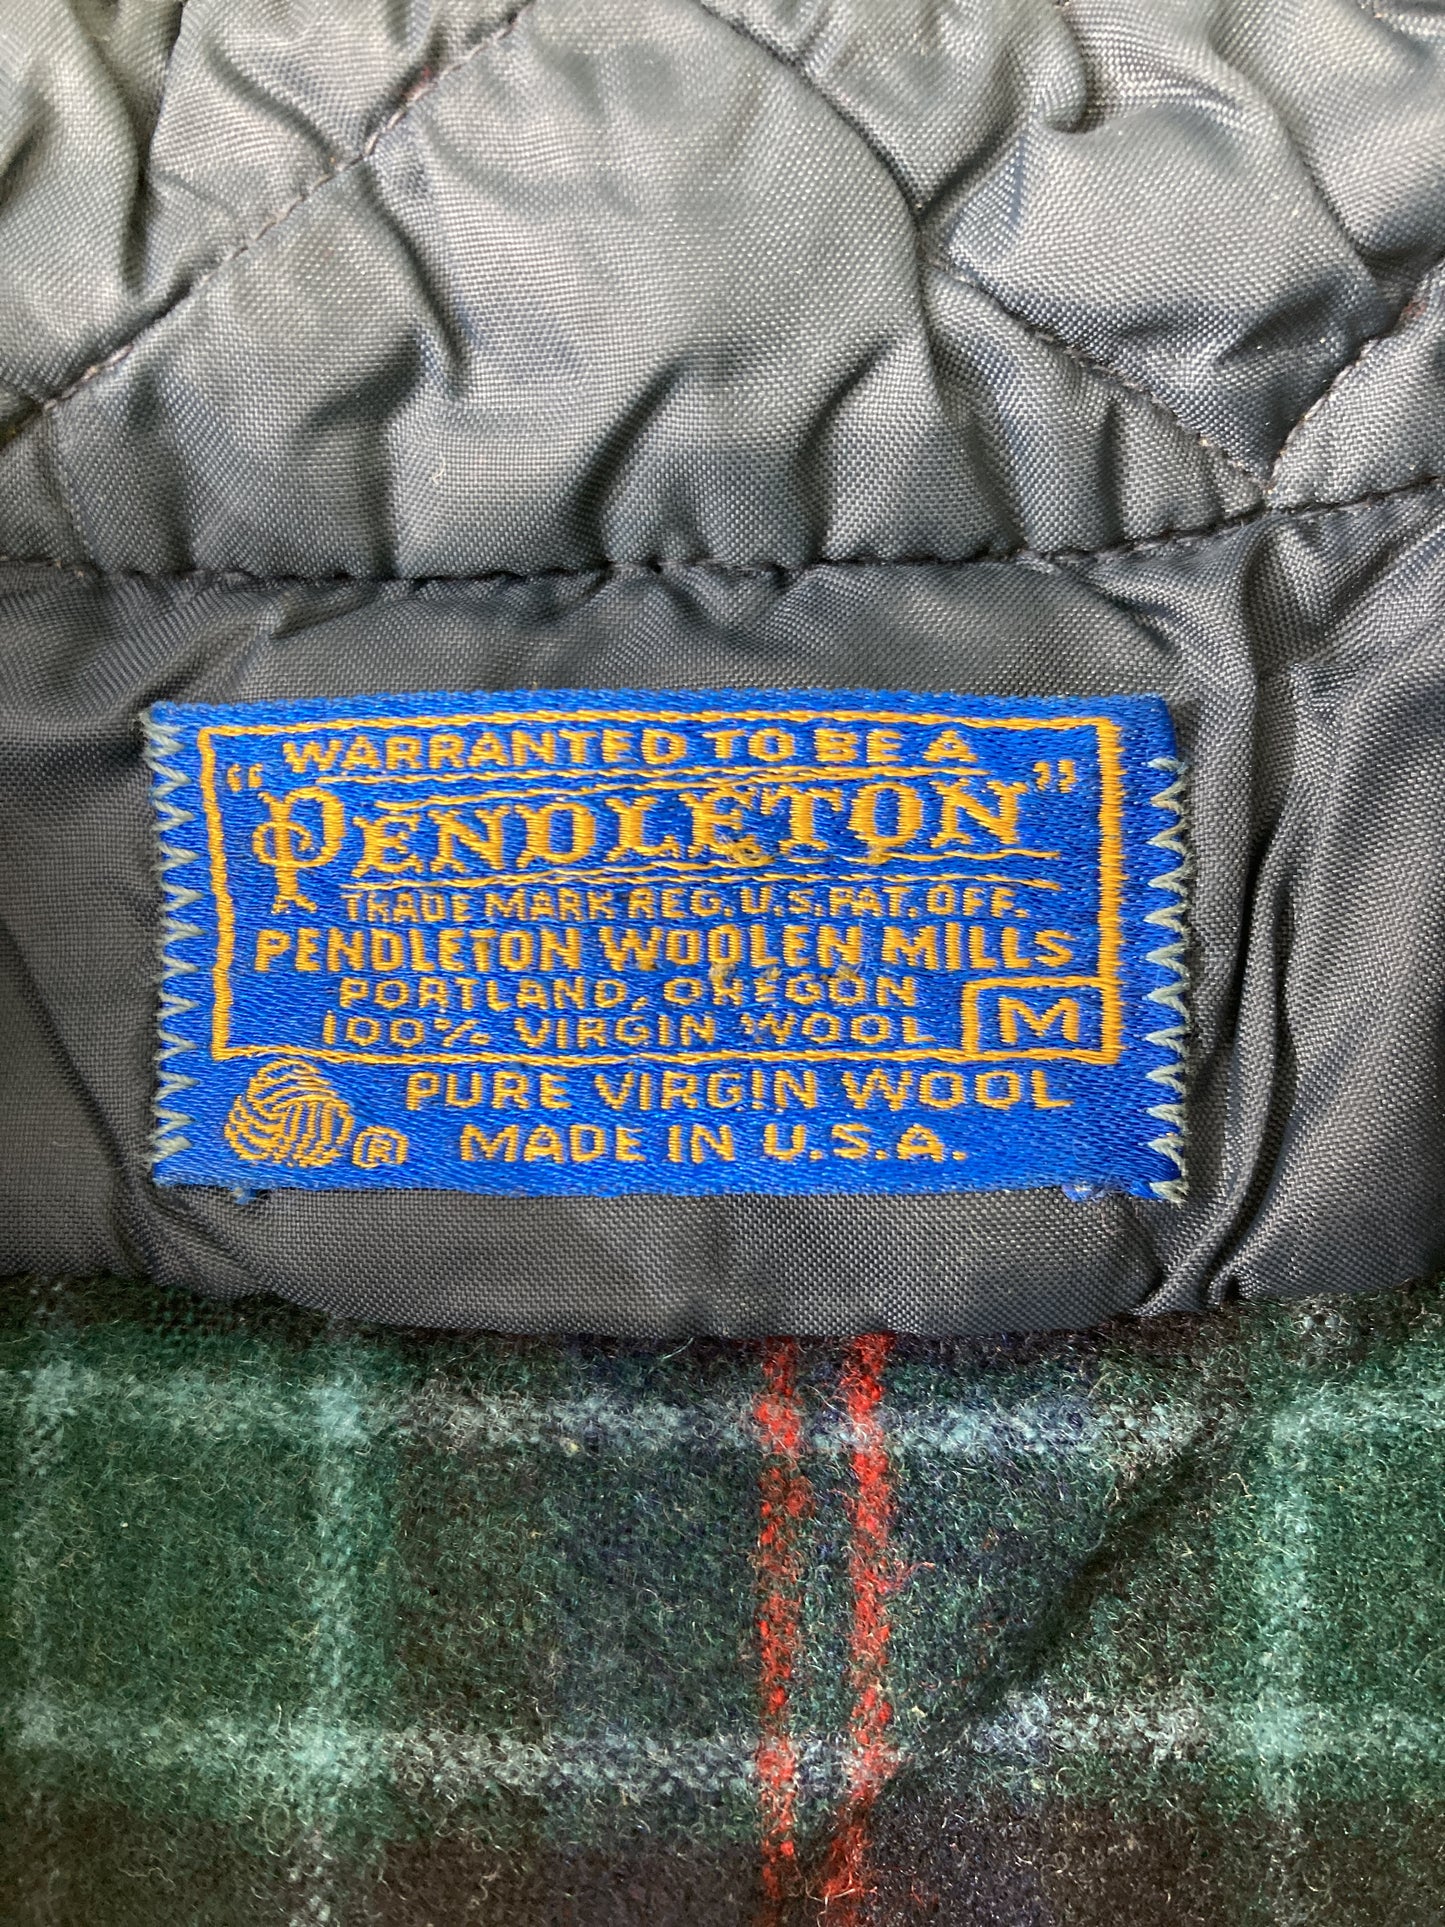 WARRANTED TO BE A
"PENDLETON"
TRADE MARK REG. U.S. PAT. OFF.
PENDLETON WOOLEN MILLS
PORTLAND, OREGON
100% VIRGIN WOOL M
PURE VIRGIN WOOL
® MADE IN U.S.A.